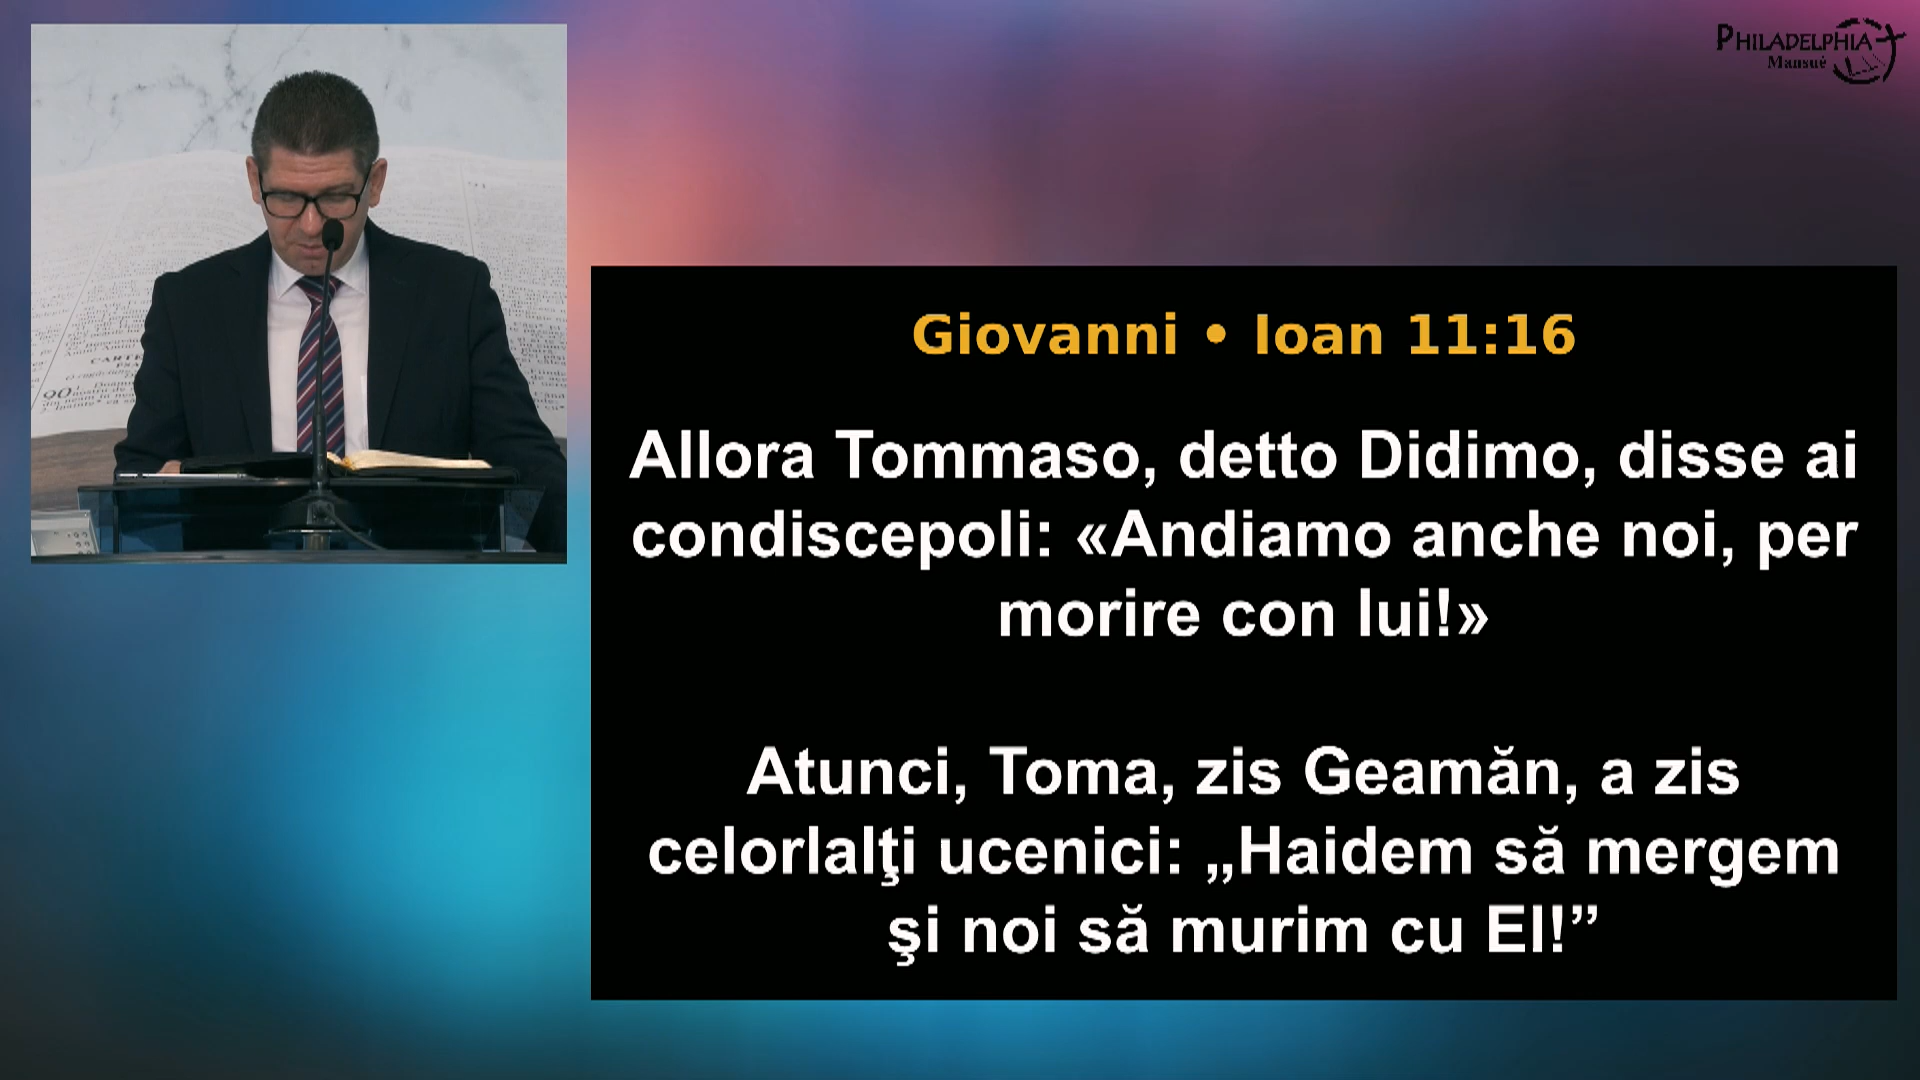 PHILADELPHIA
Mansué
Giovanni • Ioan 11:16
Allora Tommaso, detto Didimo, disse ai
condiscepoli: «Andiamo anche noi, per
morire con lui!»
Atunci, Toma, zis Geamăn, a zis
celorlalţi ucenici: „Haidem să mergem
şi noi să murim cu El!”